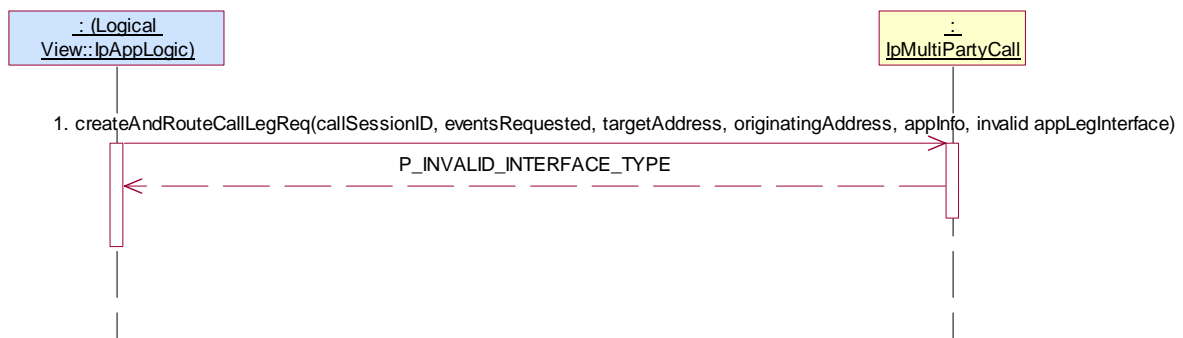 : (Logical
View::IpAppLogic)
:
IpMultiPartyCall
1. createAndRouteCallLegReq(callSessionID, eventsRequested, targetAddress, originatingAddress, appInfo, invalid appLegInterface)
P_INVALID_INTERFACE_TYPE